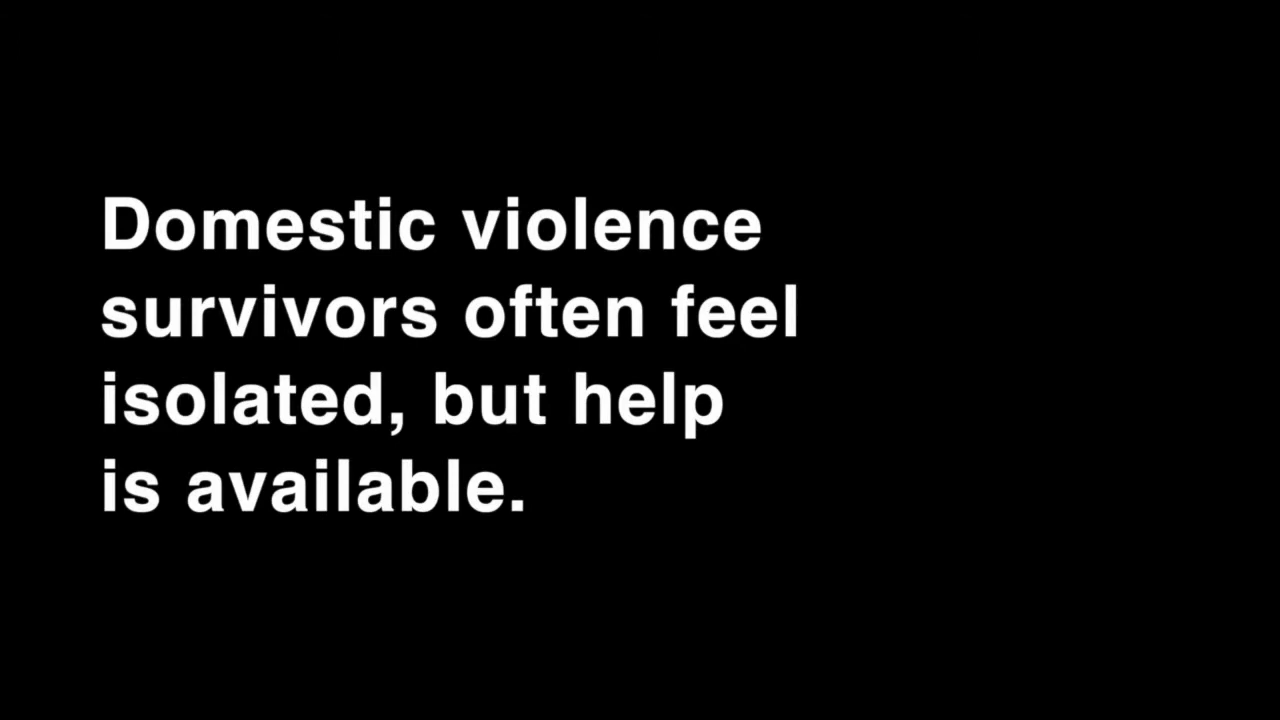 Domestic violence
survivors often feel
isolated, but help
is available.